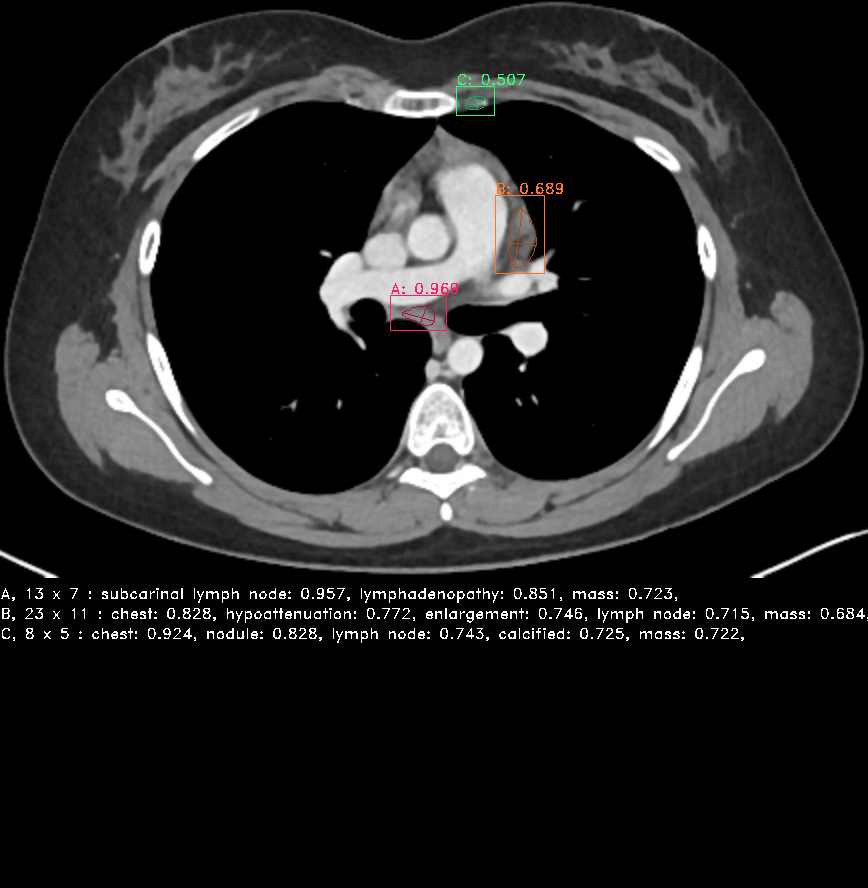 C: 0.507
B: 0.689
A: 0.969
A, 13 x 7 : subcarinal lymph node: 0.957, lymphadenopathy: 0.851, mass: 0.723,
B, 23 x 11 : chest: 0.828, hypoattenuation: 0.772, enlargement: 0.746, lymph node: 0.715, mass: 0.684,
C, 8 x 5 : chest: 0.924, nodule: 0.828, lymph node: 0.743, calcified: 0.725, mass: 0.722,